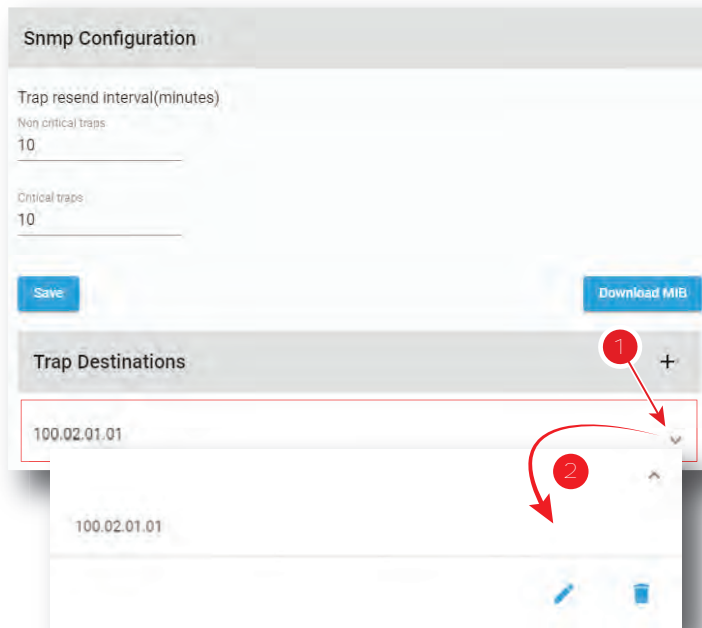 Snmp Configuration
Trap resend interval(minutes)
Non critical traps
10
Critical traps
10
Save
Download MIB
Trap Destinations
1
100.02.01.01
2
100.02.01.01